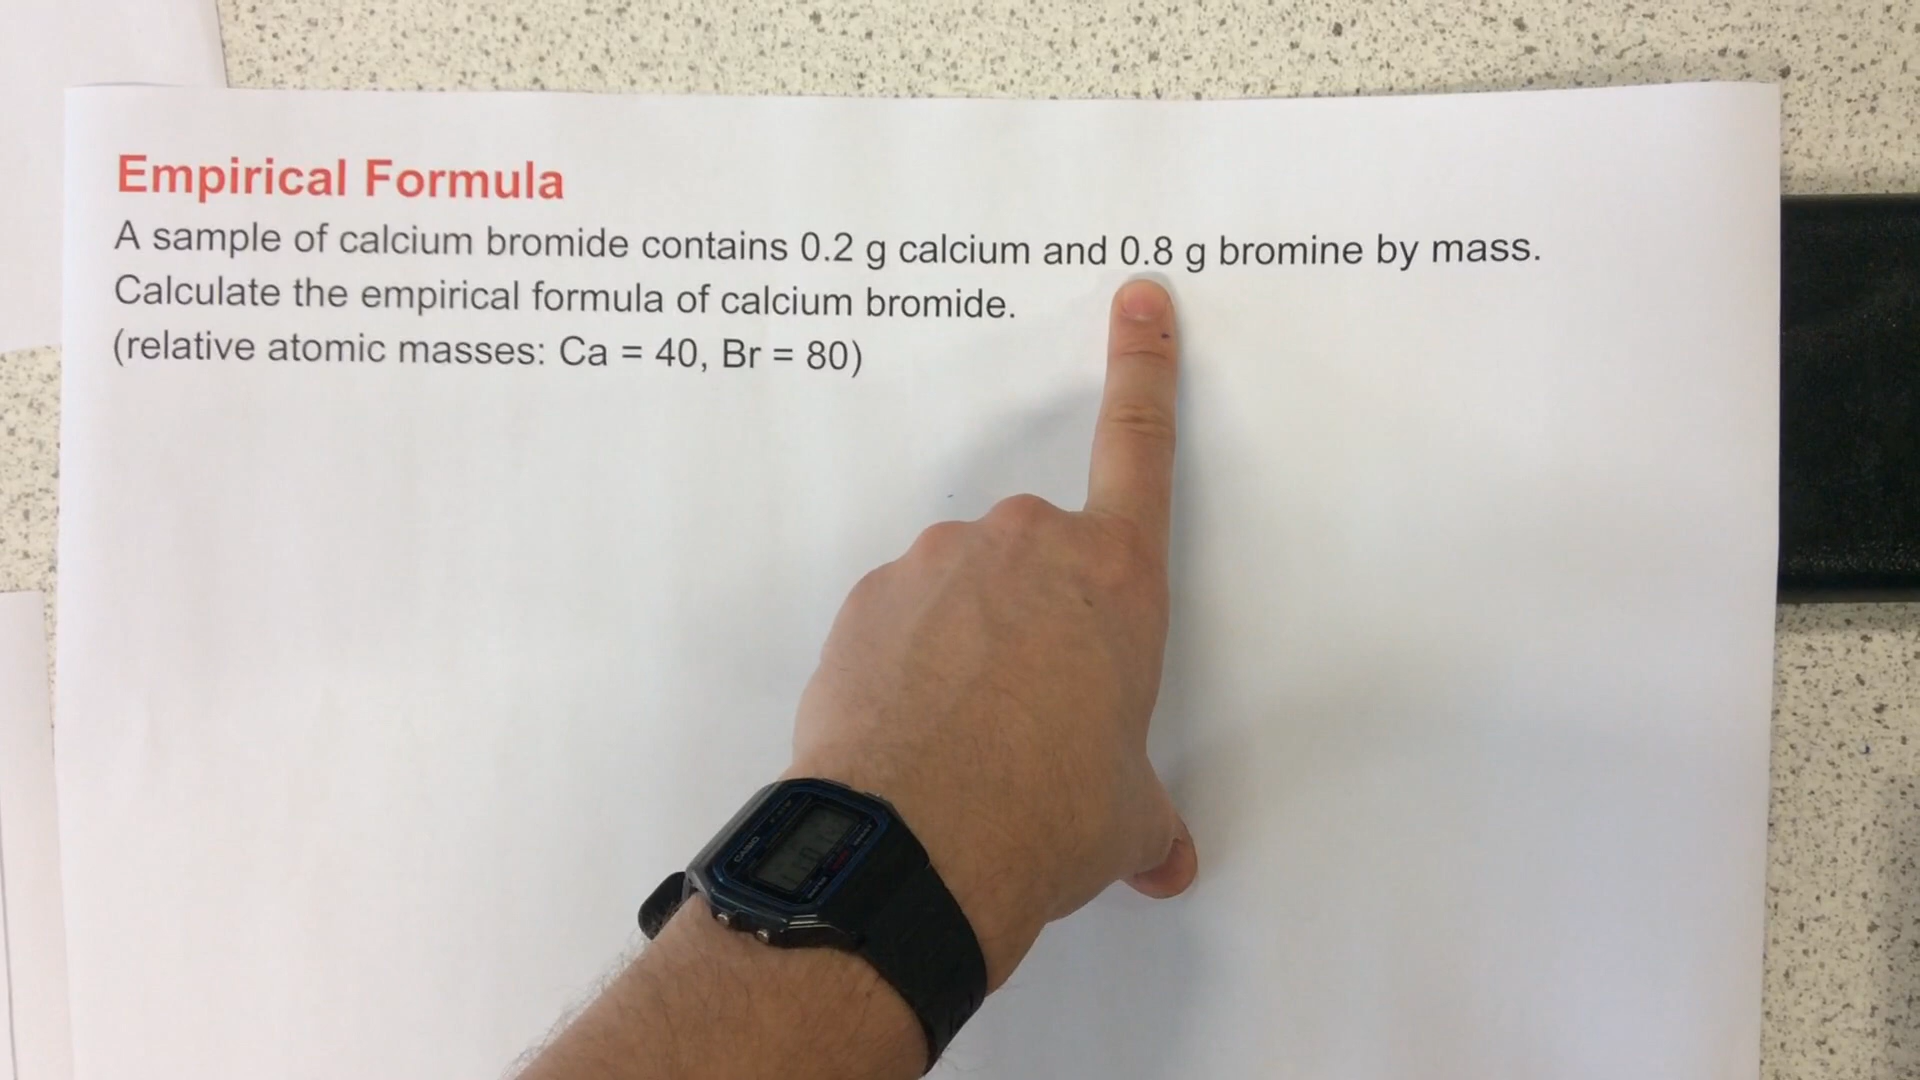 Empirical Formula
A sample of calcium bromide contains 0.2 g calcium and 0.8 g bromine by mass.
Calculate the empirical formula of calcium bromide.
(relative atomic masses: Ca = 40, Br = 80)
CASIO